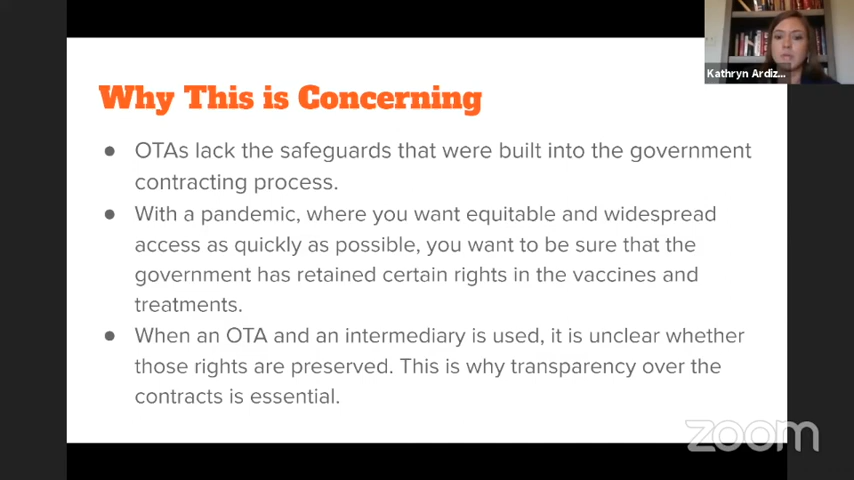 Kathryn Ardiz...
Why This is Concerning
● OTAs lack the safeguards that were built into the government
contracting process.
● With a pandemic, where you want equitable and widespread
access as quickly as possible, you want to be sure that the
government has retained certain rights in the vaccines and
treatments.
● When an OTA and an intermediary is used, it is unclear whether
those rights are preserved. This is why transparency over the
contracts is essential.
zoom